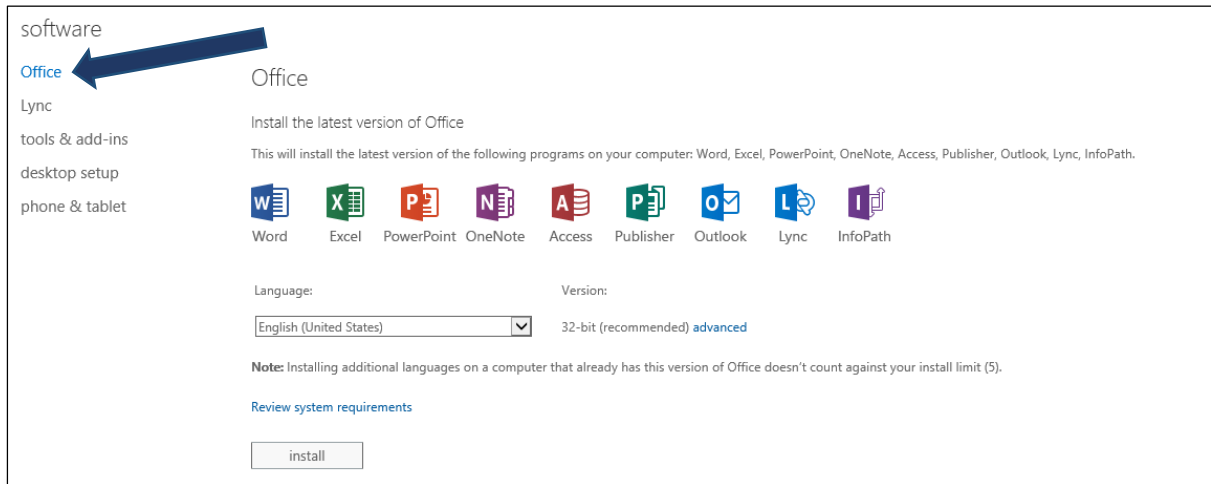 software
Office
Lync
tools & add-ins
desktop setup
phone & tablet
Office
Install the latest version of Office
This will install the latest version of the following programs on your computer: Word, Excel, PowerPoint, OneNote, Access, Publisher, Outlook, Lync, InfoPath.
W X P N A P O L I
Word Excel PowerPoint OneNote Access Publisher Outlook Lync InfoPath
Language: Version:
English (United States) 32-bit (recommended) advanced
Note: Installing additional languages on a computer that already has this version of Office doesn't count against your install limit (5).
Review system requirements
install